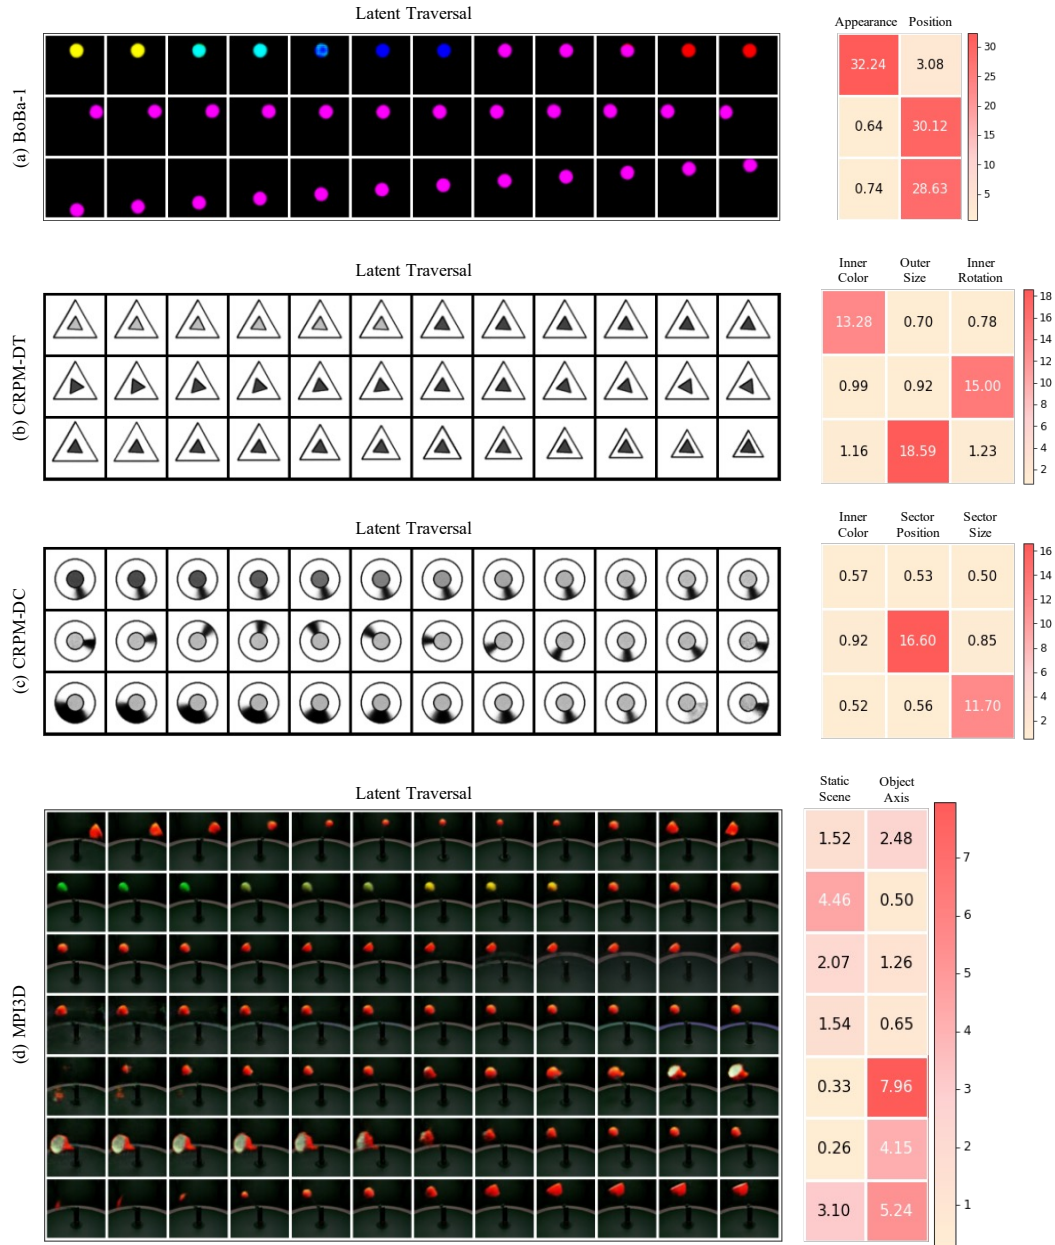 Latent Traversal
Appearance Position
(a) BoBa-1
32.24 3.08
0.64 30.12
0.74 28.63
30
25
20
15
10
5
Latent Traversal
Inner Color
Outer Size
Inner Rotation
(b) CRPM-DT
13.28 0.70 0.78
0.99 0.92 15.00
1.16 18.59 1.23
18
16
14
12
10
8
6
4
2
Latent Traversal
Inner Color
Sector Position
Sector Size
(c) CRPM-DC
0.57 0.53 0.50
0.92 16.60 0.85
0.52 0.56 11.70
16
14
12
10
8
6
4
2
Latent Traversal
Static Scene
Object Axis
(d) MPI3D
1.52 2.48
4.46 0.50
2.07 1.26
1.54 0.65
0.33 7.96
0.26 4.15
3.10 5.24
7
6
5
4
3
2
1